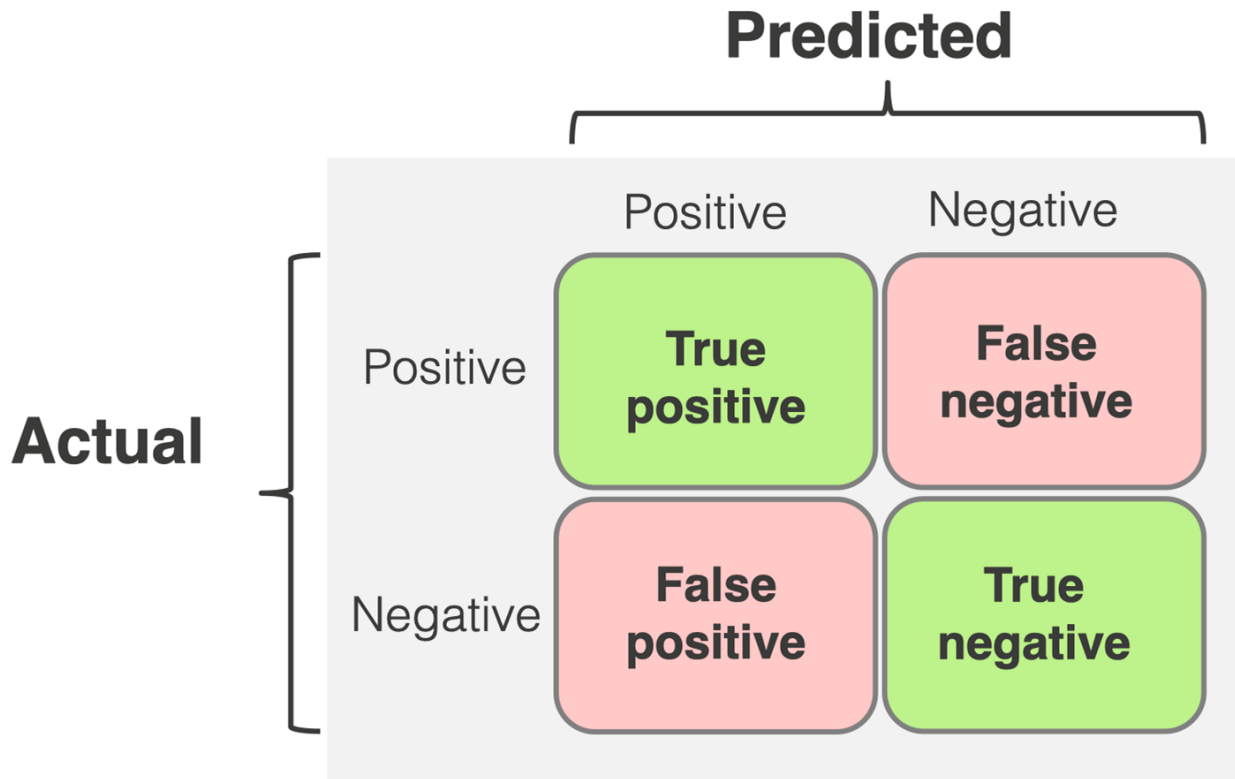 Predicted
Positive
Negative
Actual
Positive
True
positive
False
negative
Negative
False
positive
True
negative